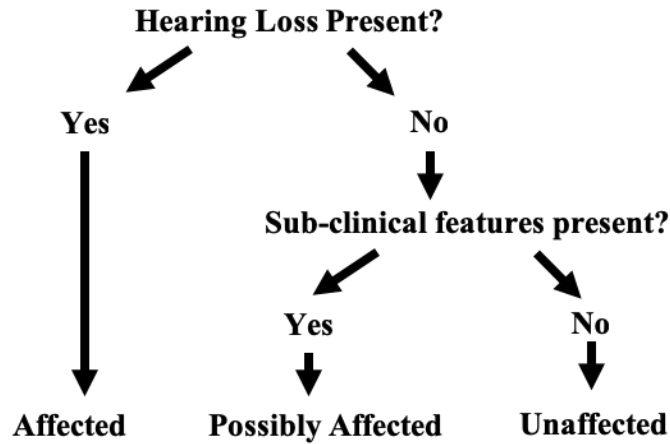 Hearing Loss Present?
Yes
No
Sub-clinical features present?
Yes
No
Affected
Possibly Affected
Unaffected